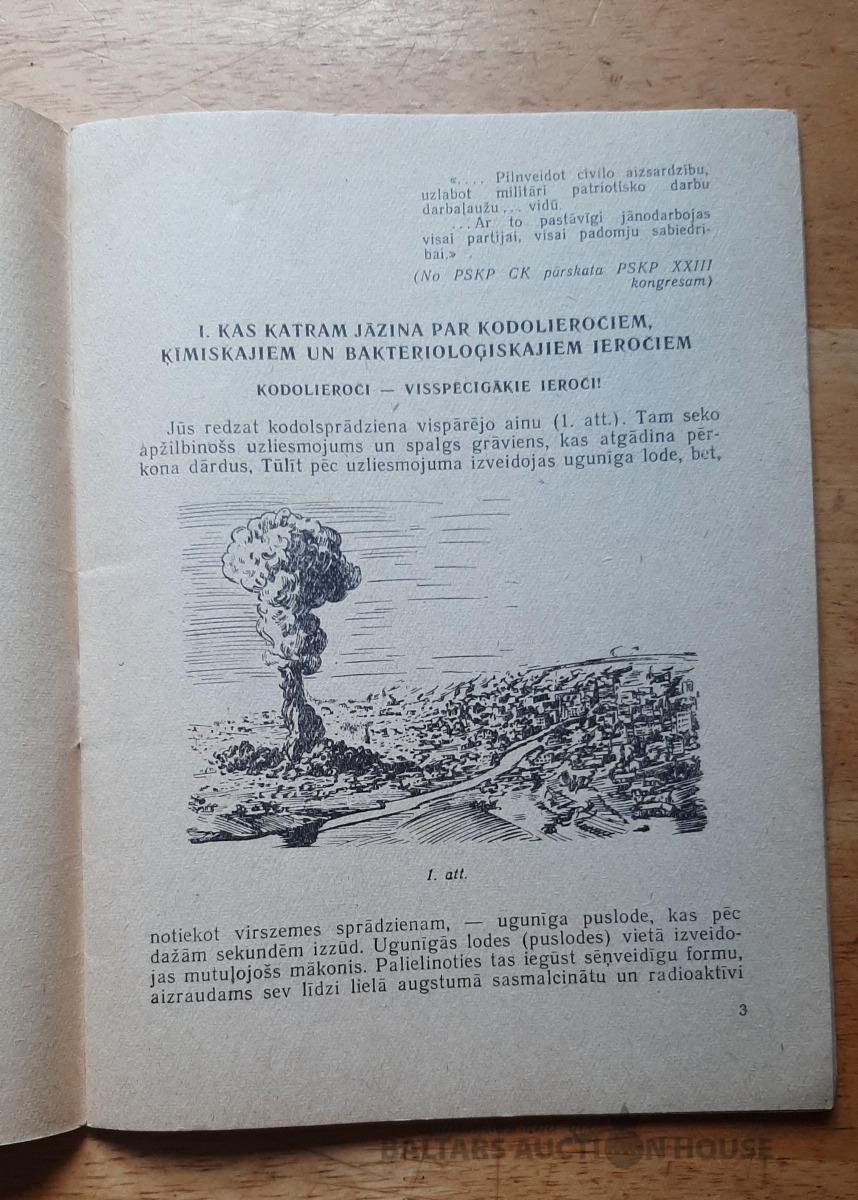 «.... Pilnveidot civilo aizsardzību,
uzlabot militāri patriotisko darbu
darbaļaužu ... vidū.
...Ar to pastāvīgi jānodarbojas
visai partijai, visai padomju sabiedrī-
bai.»
(No PSKP CK pārskata PSKP XXIII
kongresam)
I. KAS KATRAM JĀZINA PAR KODOLIEROČIEM,
ĶĪMISKAJIEM UN BAKTERIOLOĢISKAJIEM IEROČIEM
KODOLIEROČI — VISSPĒCĪGĀKIE IEROČI!
Jūs redzat kodolsprādziena vispārējo ainu (1. att.). Tam seko
apžilbinošs uzliesmojums un spalgs grāviens, kas atgādina pēr-
kona dārdus. Tūlīt pēc uzliesmojuma izveidojas ugunīga lode, bet,
1. att.
notiekot virszemes sprādzienam, — ugunīga puslode, kas pēc
dažām sekundēm izzūd. Ugunīgās lodes (puslodes) vietā izveido-
jas mutuļojošs mākonis. Palielinoties tas iegūst sēņveidīgu formu,
aizraudams sev līdzi lielā augstumā sasmalcinātu un radioaktīvi
3
BALTARS AUCTION HOUSE